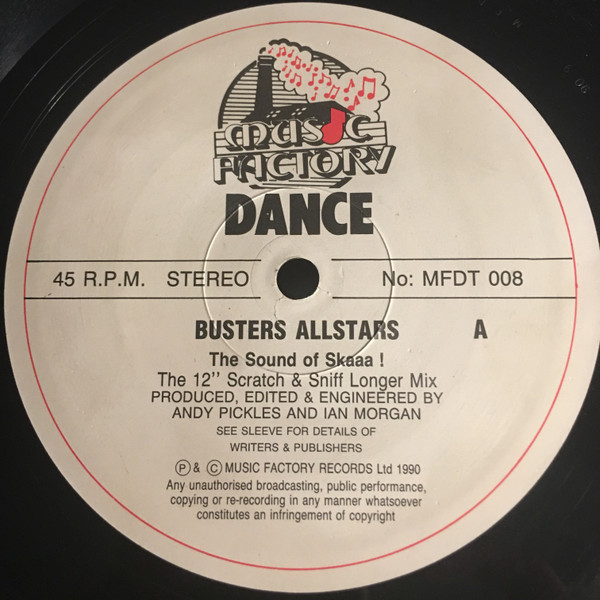 music
FACTORY
DANCE
45 R.P.M. STEREO No: MFDT 008
BUSTERS ALLSTARS A
The Sound of Skaaa !
The 12'' Scratch & Sniff Longer Mix
PRODUCED, EDITED & ENGINEERED BY
ANDY PICKLES AND IAN MORGAN
SEE SLEEVE FOR DETAILS OF
WRITERS & PUBLISHERS
Ⓟ & © MUSIC FACTORY RECORDS Ltd 1990
Any unauthorised broadcasting, public performance,
copying or re-recording in any manner whatsoever
constitutes an infringement of copyright